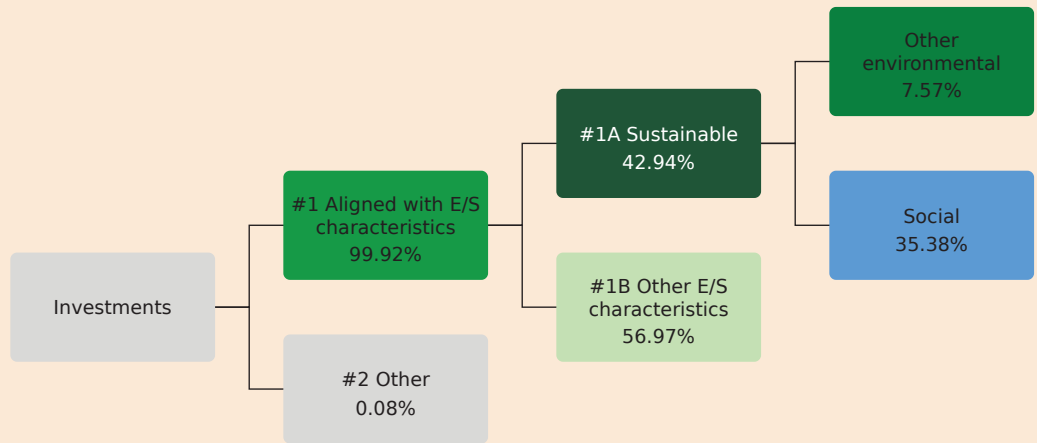 Investments
#1 Aligned with E/S
characteristics
99.92%
#2 Other
0.08%
#1A Sustainable
42.94%
#1B Other E/S
characteristics
56.97%
Other
environmental
7.57%
Social
35.38%